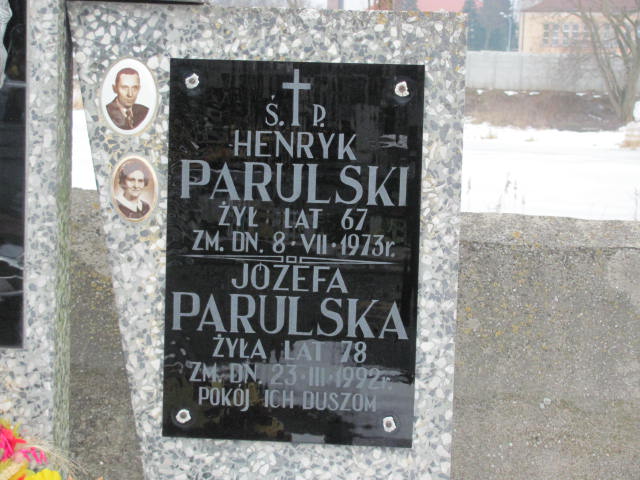 Ś. P.
HENRYK
PARULSKI
ŻYŁ LAT 67
ZM. DN. 8·VII·1973r.
JÓZEFA
PARULSKA
ŻYŁA LAT 78
ZM. DN. 23·III·1992r.
POKÓJ ICH DUSZOM